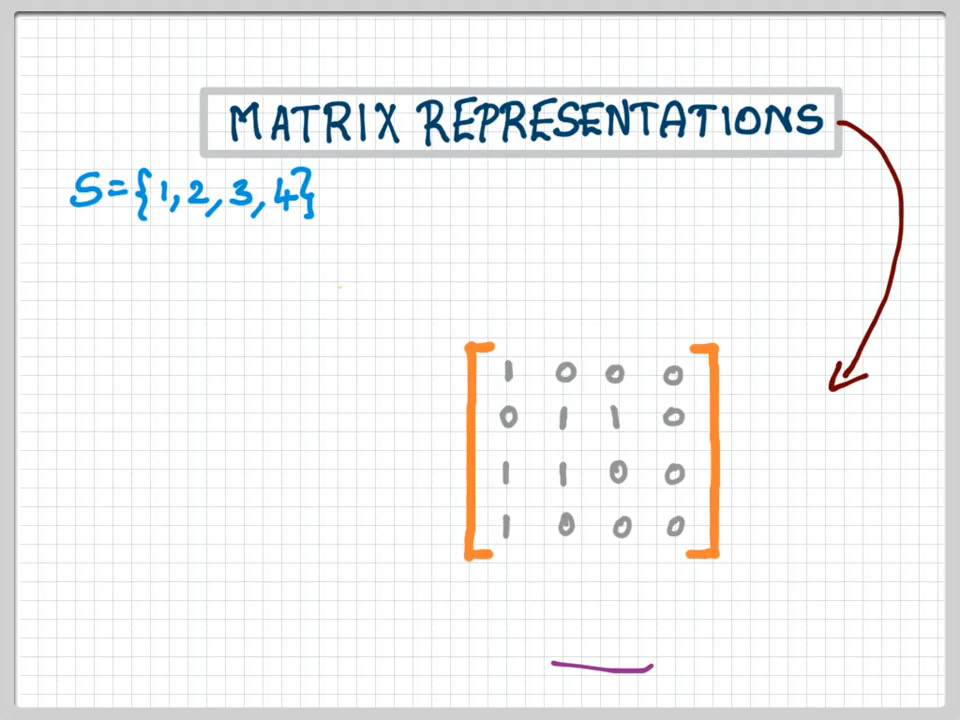 MATRIX REPRESENTATIONS
S={1,2,3,4}
1 0 0 0
0 1 1 0
1 1 0 0
1 0 0 0